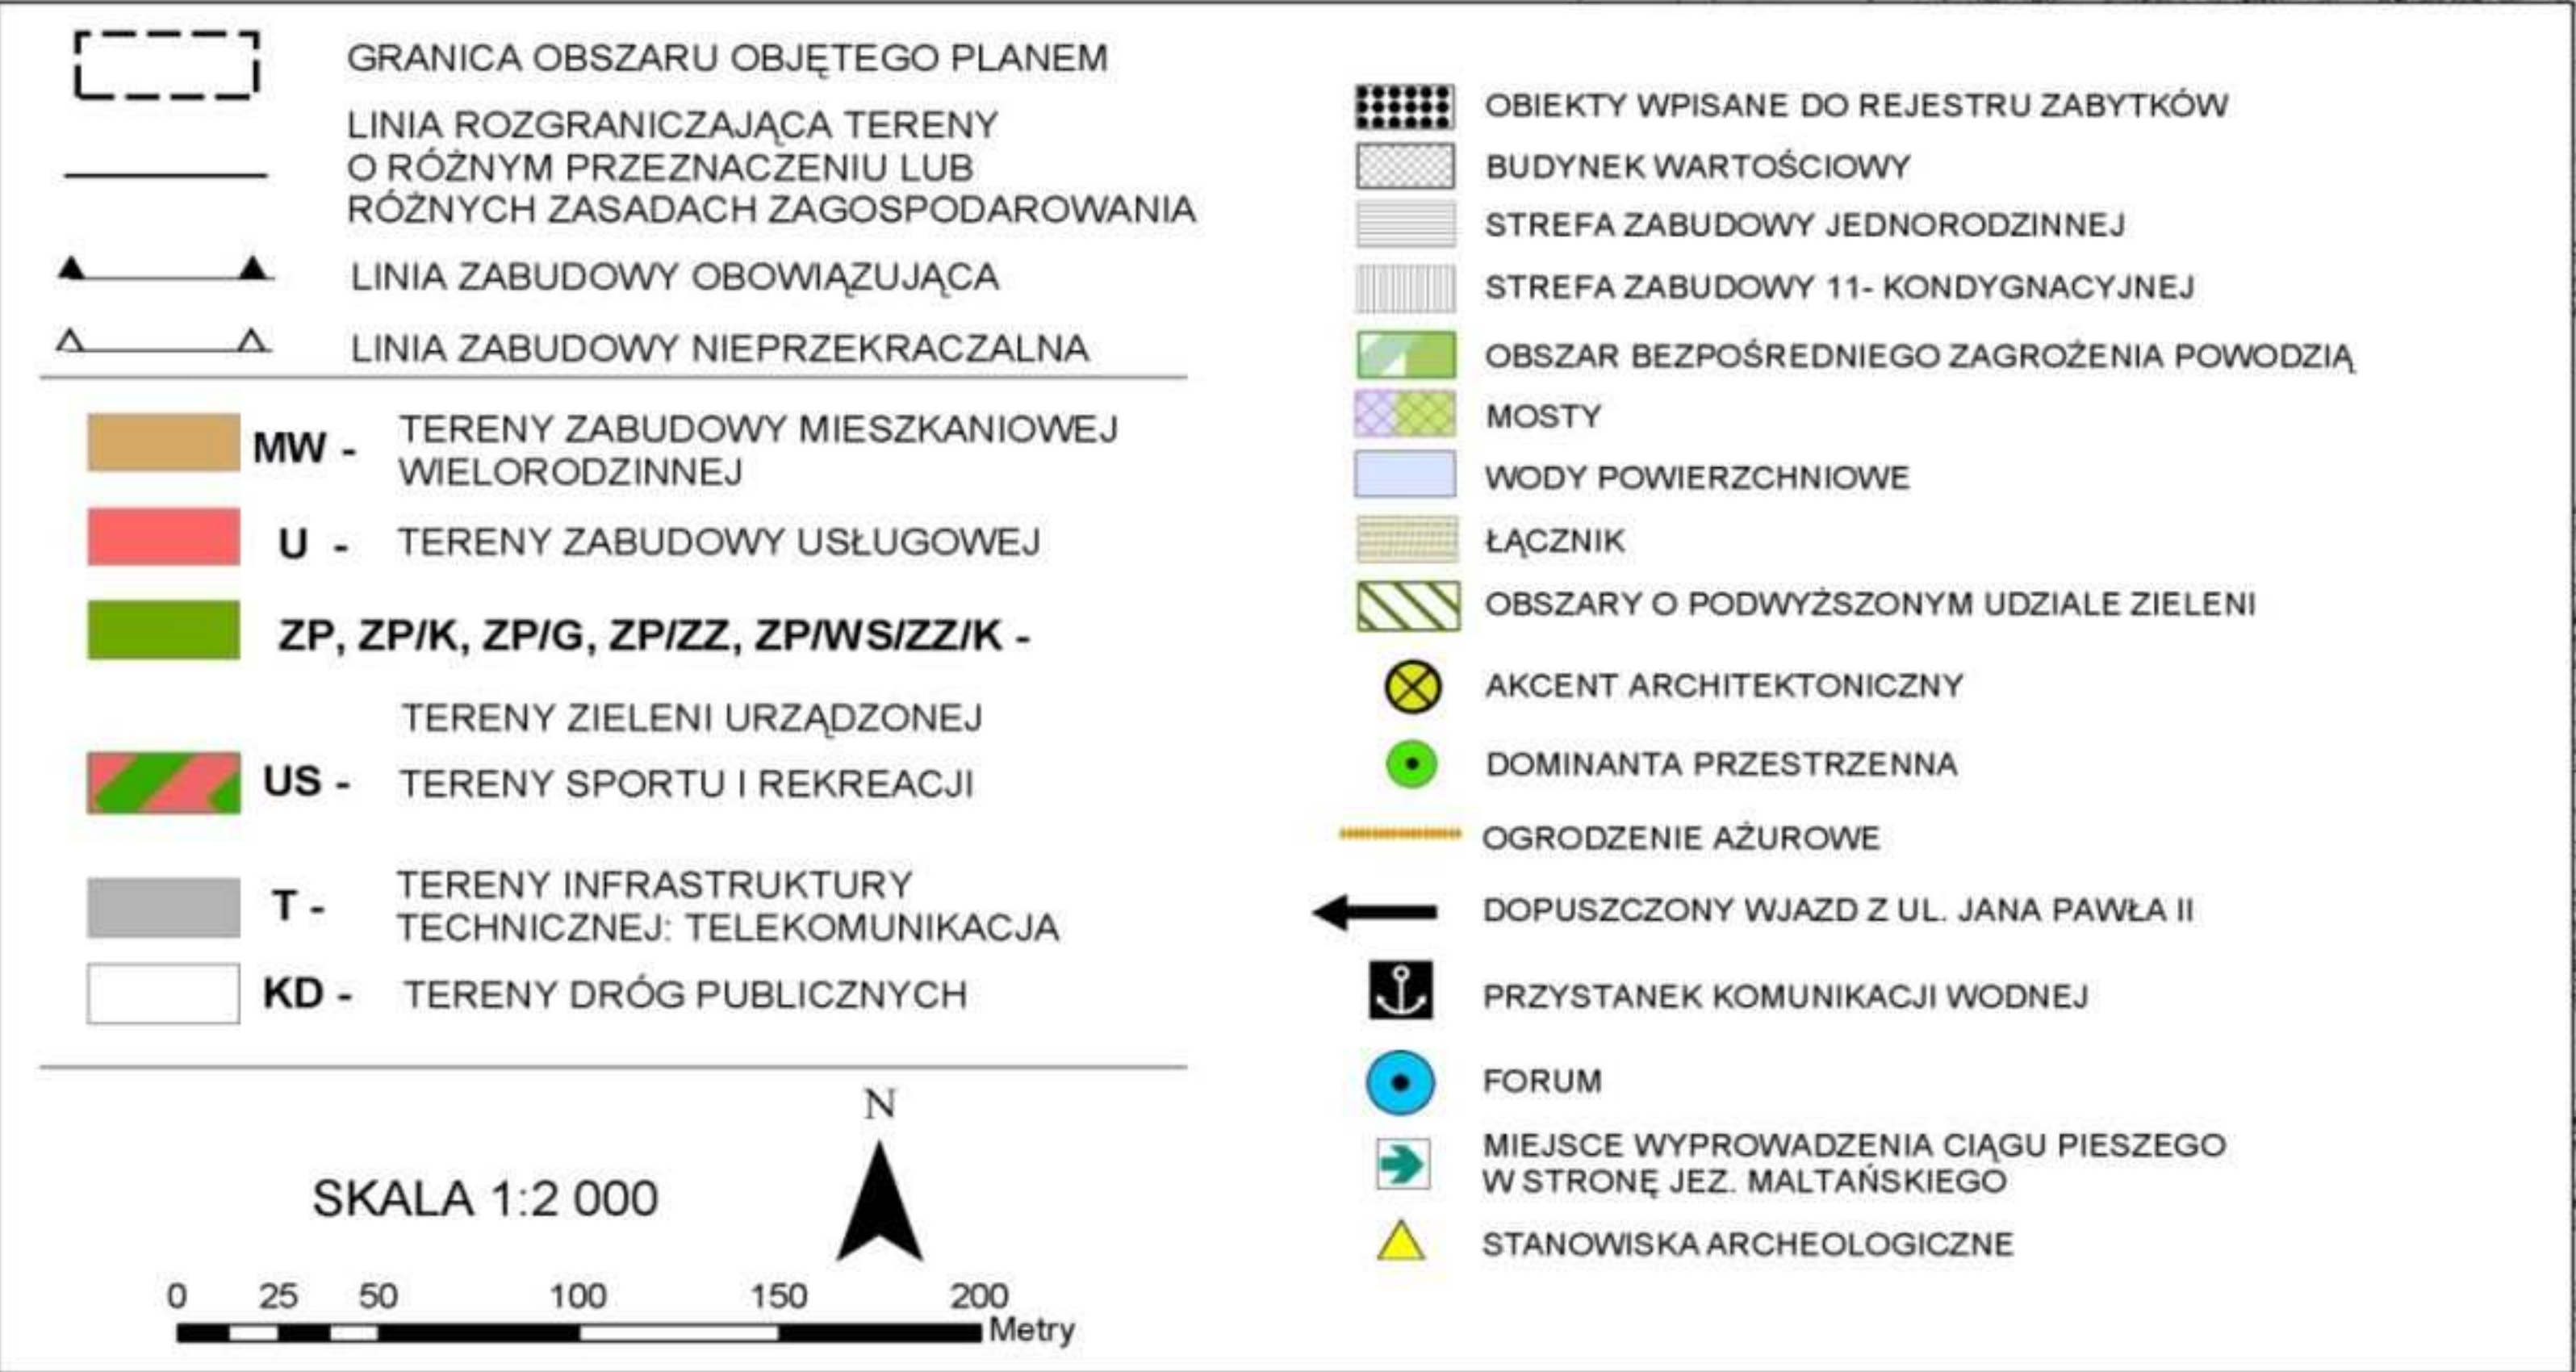 GRANICA OBSZARU OBJĘTEGO PLANEM
LINIA ROZGRANICZAJĄCA TERENY
O RÓŻNYM PRZEZNACZENIU LUB
RÓŻNYCH ZASADACH ZAGOSPODAROWANIA
LINIA ZABUDOWY OBOWIĄZUJĄCA
LINIA ZABUDOWY NIEPRZEKRACZALNA
MW - TERENY ZABUDOWY MIESZKANIOWEJ
WIELORODZINNEJ
U - TERENY ZABUDOWY USŁUGOWEJ
ZP, ZP/K, ZP/G, ZP/ZZ, ZP/WS/ZZ/K -
TERENY ZIELENI URZĄDZONEJ
US - TERENY SPORTU I REKREACJI
T - TERENY INFRASTRUKTURY
TECHNICZNEJ: TELEKOMUNIKACJA
KD - TERENY DRÓG PUBLICZNYCH
N
SKALA 1:2 000
0 25 50 100 150 200
Metry
OBIEKTY WPISANE DO REJESTRU ZABYTKÓW
BUDYNEK WARTOŚCIOWY
STREFA ZABUDOWY JEDNORODZINNEJ
STREFA ZABUDOWY 11- KONDYGNACYJNEJ
OBSZAR BEZPOŚREDNIEGO ZAGROŻENIA POWODZIĄ
MOSTY
WODY POWIERZCHNIOWE
ŁĄCZNIK
OBSZARY O PODWYŻSZONYM UDZIALE ZIELENI
AKCENT ARCHITEKTONICZNY
DOMINANTA PRZESTRZENNA
OGRODZENIE AŻUROWE
DOPUSZCZONY WJAZD Z UL. JANA PAWŁA II
PRZYSTANEK KOMUNIKACJI WODNEJ
FORUM
MIEJSCE WYPROWADZENIA CIĄGU PIESZEGO
W STRONĘ JEZ. MALTAŃSKIEGO
STANOWISKA ARCHEOLOGICZNE